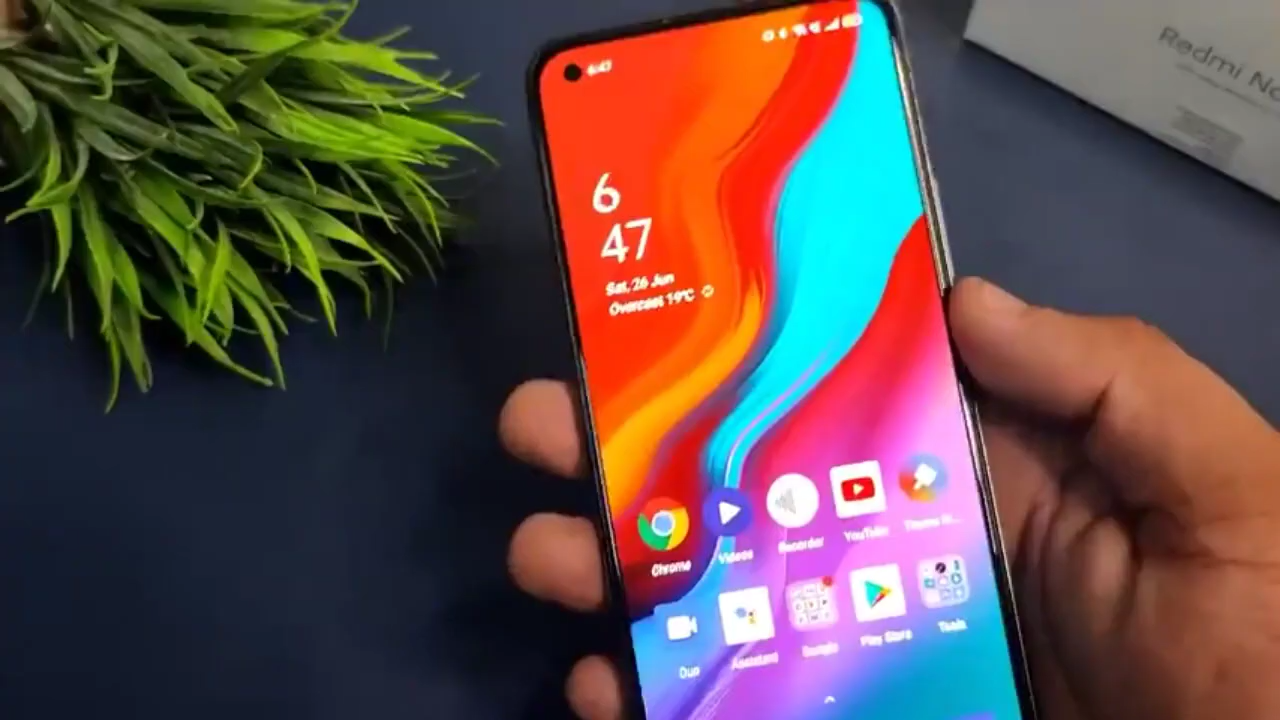 6:47
6
47
Sat, 26 Jun
Overcast 19°C
Chrome
Videos
Recorder
YouTube
Theme
Duo
Assistant
Google
Play Store
Tools
Redmi No